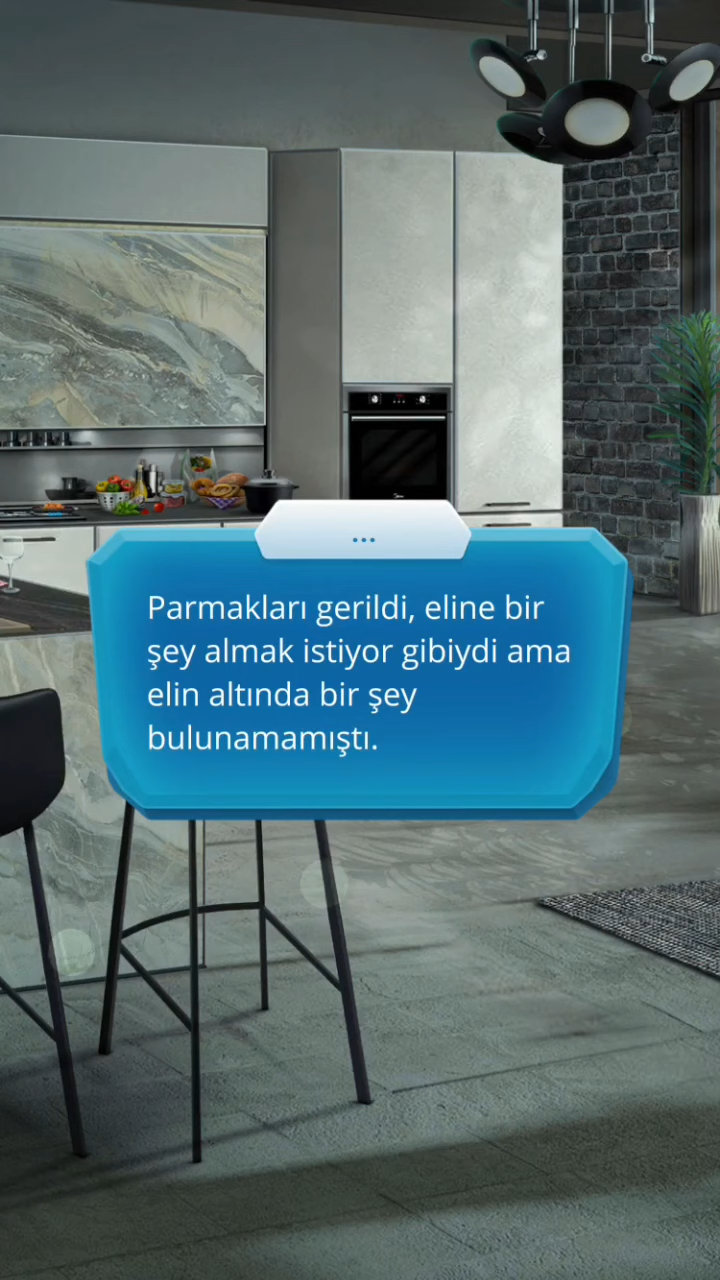 ...
Parmakları gerildi, eline bir
şey almak istiyor gibiydi ama
elin altında bir şey
bulunamamıştı.